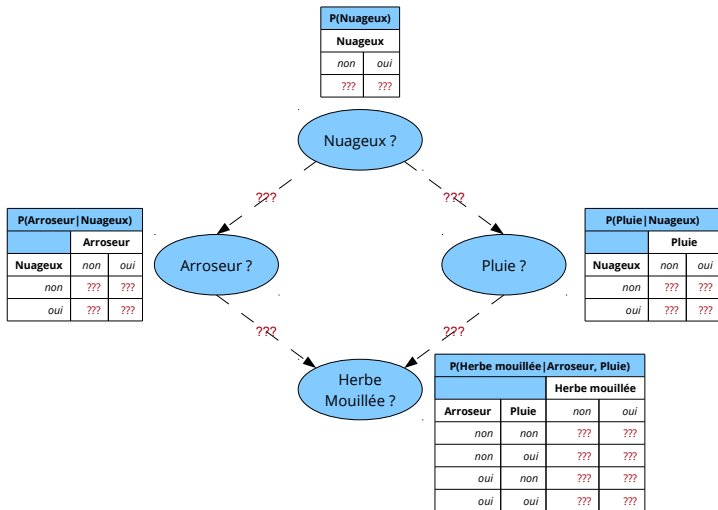 P(Nuageux)
Nuageux
non oui
??? ???
Nuageux ?
??? ???
P(Arroseur|Nuageux)
Arroseur
Nuageux non oui
non ??? ???
oui ??? ???
Arroseur ?
Pluie ?
P(Pluie|Nuageux)
Pluie
Nuageux non oui
non ??? ???
oui ??? ???
??? ???
Herbe
Mouillée ?
P(Herbe mouillée|Arroseur, Pluie)
Herbe mouillée
Arroseur Pluie non oui
non non ??? ???
non oui ??? ???
oui non ??? ???
oui oui ??? ???